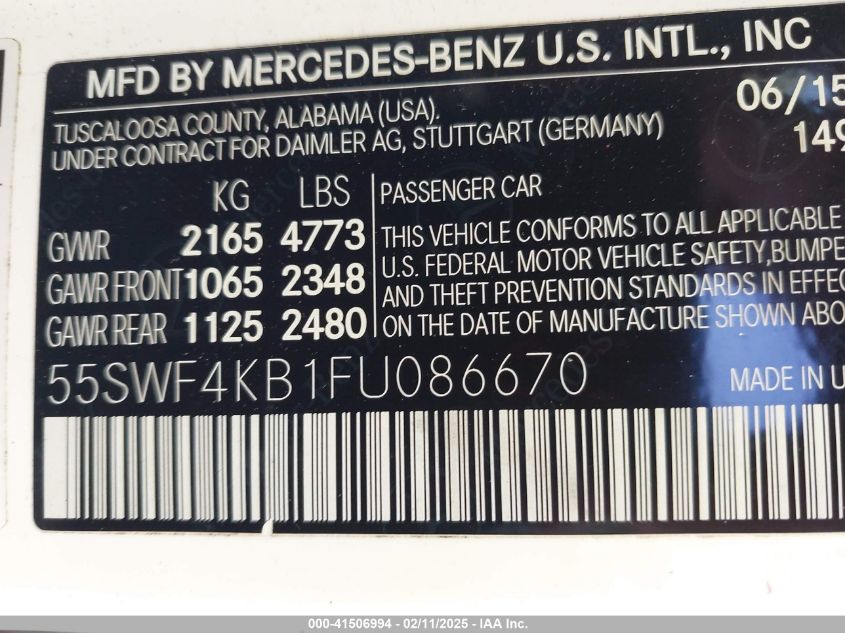 MFD BY MERCEDES-BENZ U.S. INTL., INC
TUSCALOOSA COUNTY, ALABAMA (USA). 06/15
UNDER CONTRACT FOR DAIMLER AG, STUTTGART (GERMANY) 149
KG LBS PASSENGER CAR
GVWR 2165 4773 THIS VEHICLE CONFORMS TO ALL APPLICABLE
GAWR FRONT 1065 2348 U.S. FEDERAL MOTOR VEHICLE SAFETY, BUMPE
GAWR REAR 1125 2480 AND THEFT PREVENTION STANDARDS IN EFFEC
ON THE DATE OF MANUFACTURE SHOWN ABO
55SWF4KB1FU086670 MADE IN U
000-41506994 - 02/11/2025 - IAA Inc.